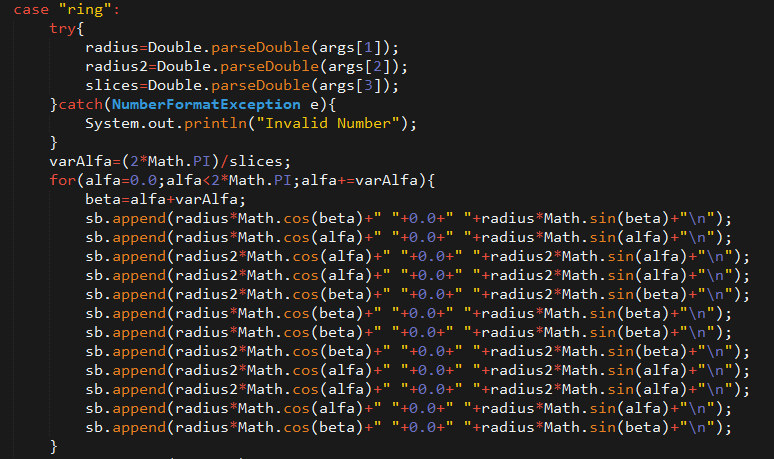 case "ring":
try{
radius=Double.parseDouble(args[1]);
radius2=Double.parseDouble(args[2]);
slices=Double.parseDouble(args[3]);
}catch(NumberFormatException e){
System.out.println("Invalid Number");
}
varAlfa=(2*Math.PI)/slices;
for(alfa=0.0;alfa<2*Math.PI;alfa+=varAlfa){
beta=alfa+varAlfa;
sb.append(radius*Math.cos(beta)+" "+0.0+" "+radius*Math.sin(beta)+"\n");
sb.append(radius*Math.cos(alfa)+" "+0.0+" "+radius*Math.sin(alfa)+"\n");
sb.append(radius2*Math.cos(alfa)+" "+0.0+" "+radius2*Math.sin(alfa)+"\n");
sb.append(radius2*Math.cos(alfa)+" "+0.0+" "+radius2*Math.sin(alfa)+"\n");
sb.append(radius2*Math.cos(beta)+" "+0.0+" "+radius2*Math.sin(beta)+"\n");
sb.append(radius*Math.cos(beta)+" "+0.0+" "+radius*Math.sin(beta)+"\n");
sb.append(radius*Math.cos(beta)+" "+0.0+" "+radius*Math.sin(beta)+"\n");
sb.append(radius2*Math.cos(beta)+" "+0.0+" "+radius2*Math.sin(beta)+"\n");
sb.append(radius2*Math.cos(alfa)+" "+0.0+" "+radius2*Math.sin(alfa)+"\n");
sb.append(radius2*Math.cos(alfa)+" "+0.0+" "+radius2*Math.sin(alfa)+"\n");
sb.append(radius*Math.cos(alfa)+" "+0.0+" "+radius*Math.sin(alfa)+"\n");
sb.append(radius*Math.cos(beta)+" "+0.0+" "+radius*Math.sin(beta)+"\n");
}